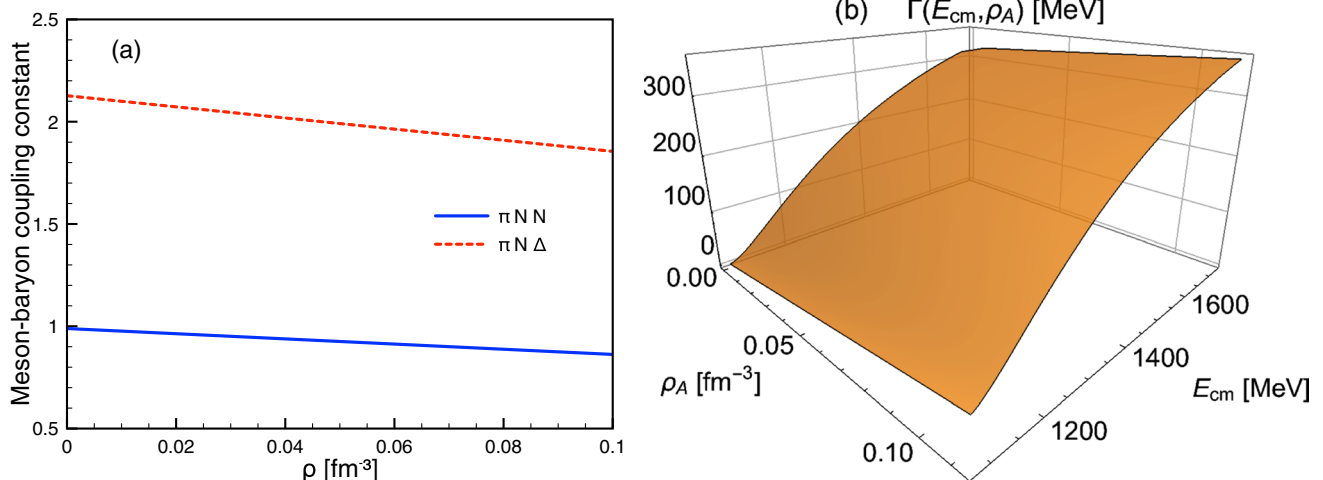 (a)
Meson-baryon coupling constant
2.5
2
1.5
1
0.5
π N N
π N Δ
0
0.02
0.04
0.06
0.08
0.1
ρ [fm⁻³]
(b) Γ(E_cm,ρ_A) [MeV]
300
200
100
0
0.00
0.05
0.10
ρ_A [fm⁻³]
1600
1400
1200
E_cm [MeV]